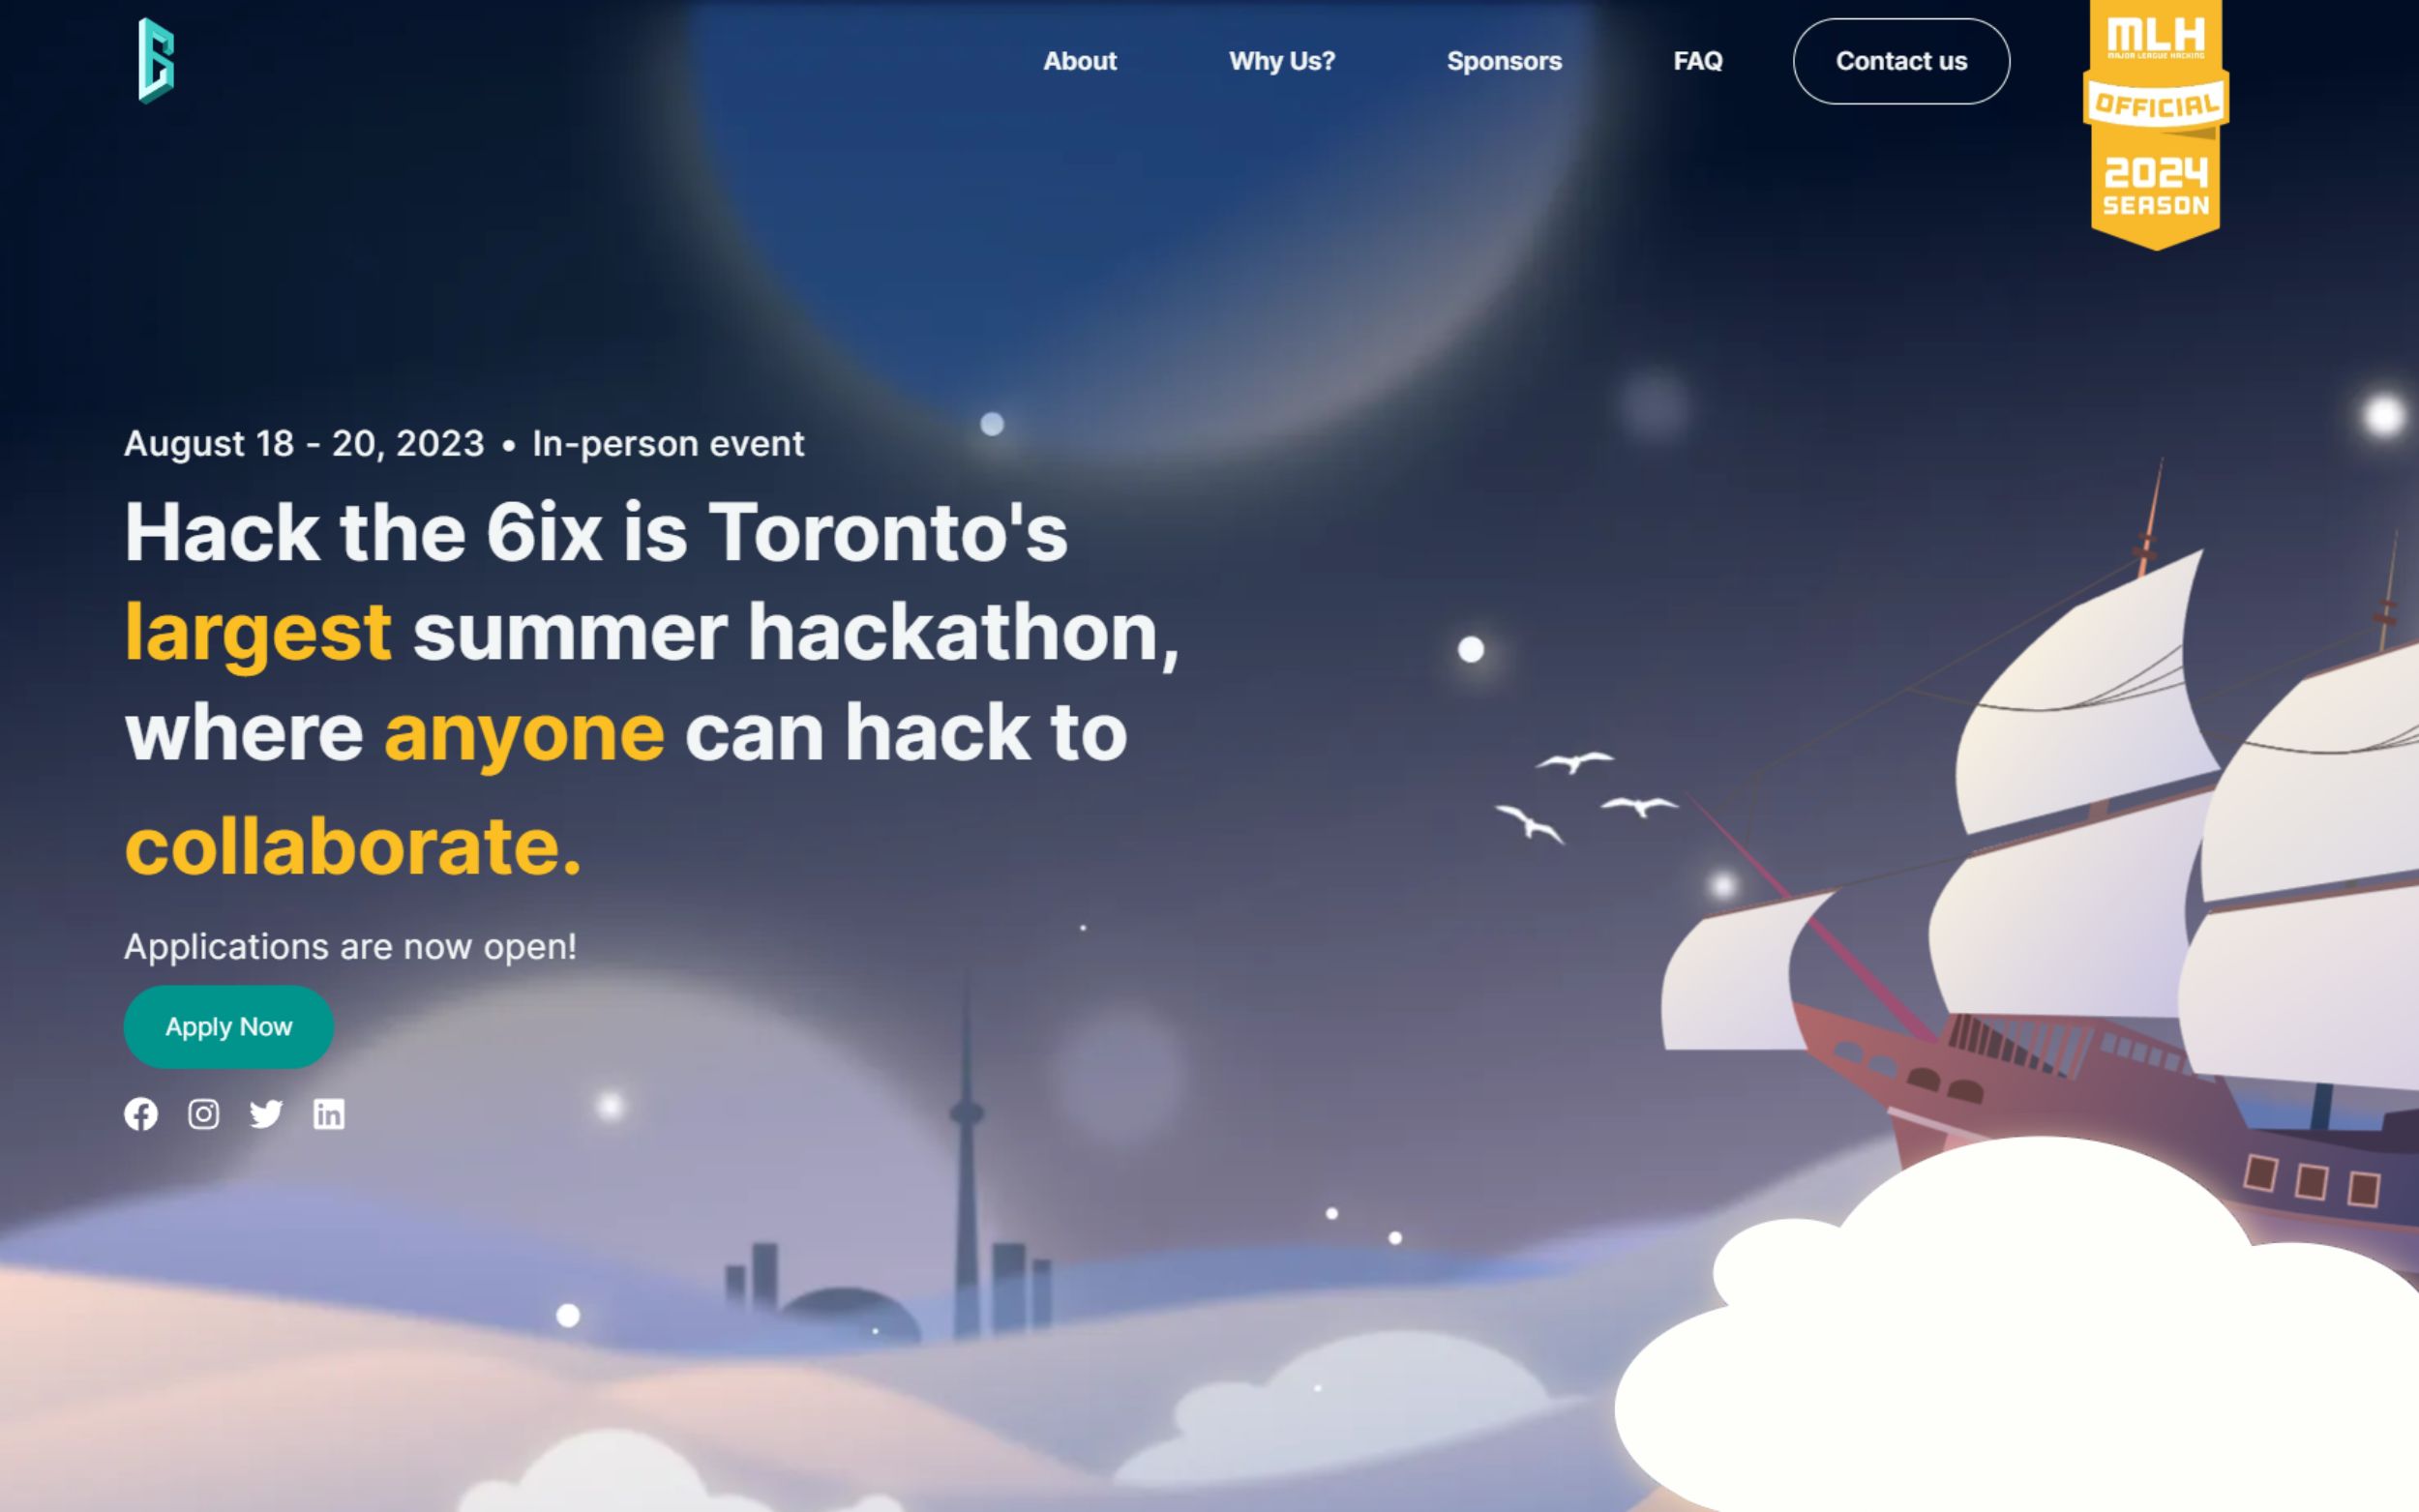 About
Why Us?
Sponsors
FAQ
Contact us
MLH
MAJOR LEAGUE HACKING
OFFICIAL
2024
SEASON
August 18 - 20, 2023 • In-person event
Hack the 6ix is Toronto's
largest summer hackathon,
where anyone can hack to
collaborate.
Applications are now open!
Apply Now